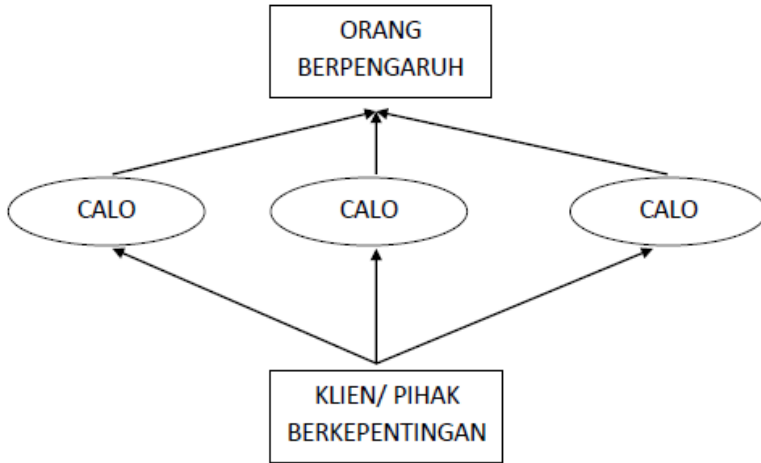 ORANG
BERPENGARUH
CALO
CALO
CALO
KLIEN/ PIHAK
BERKEPENTINGAN